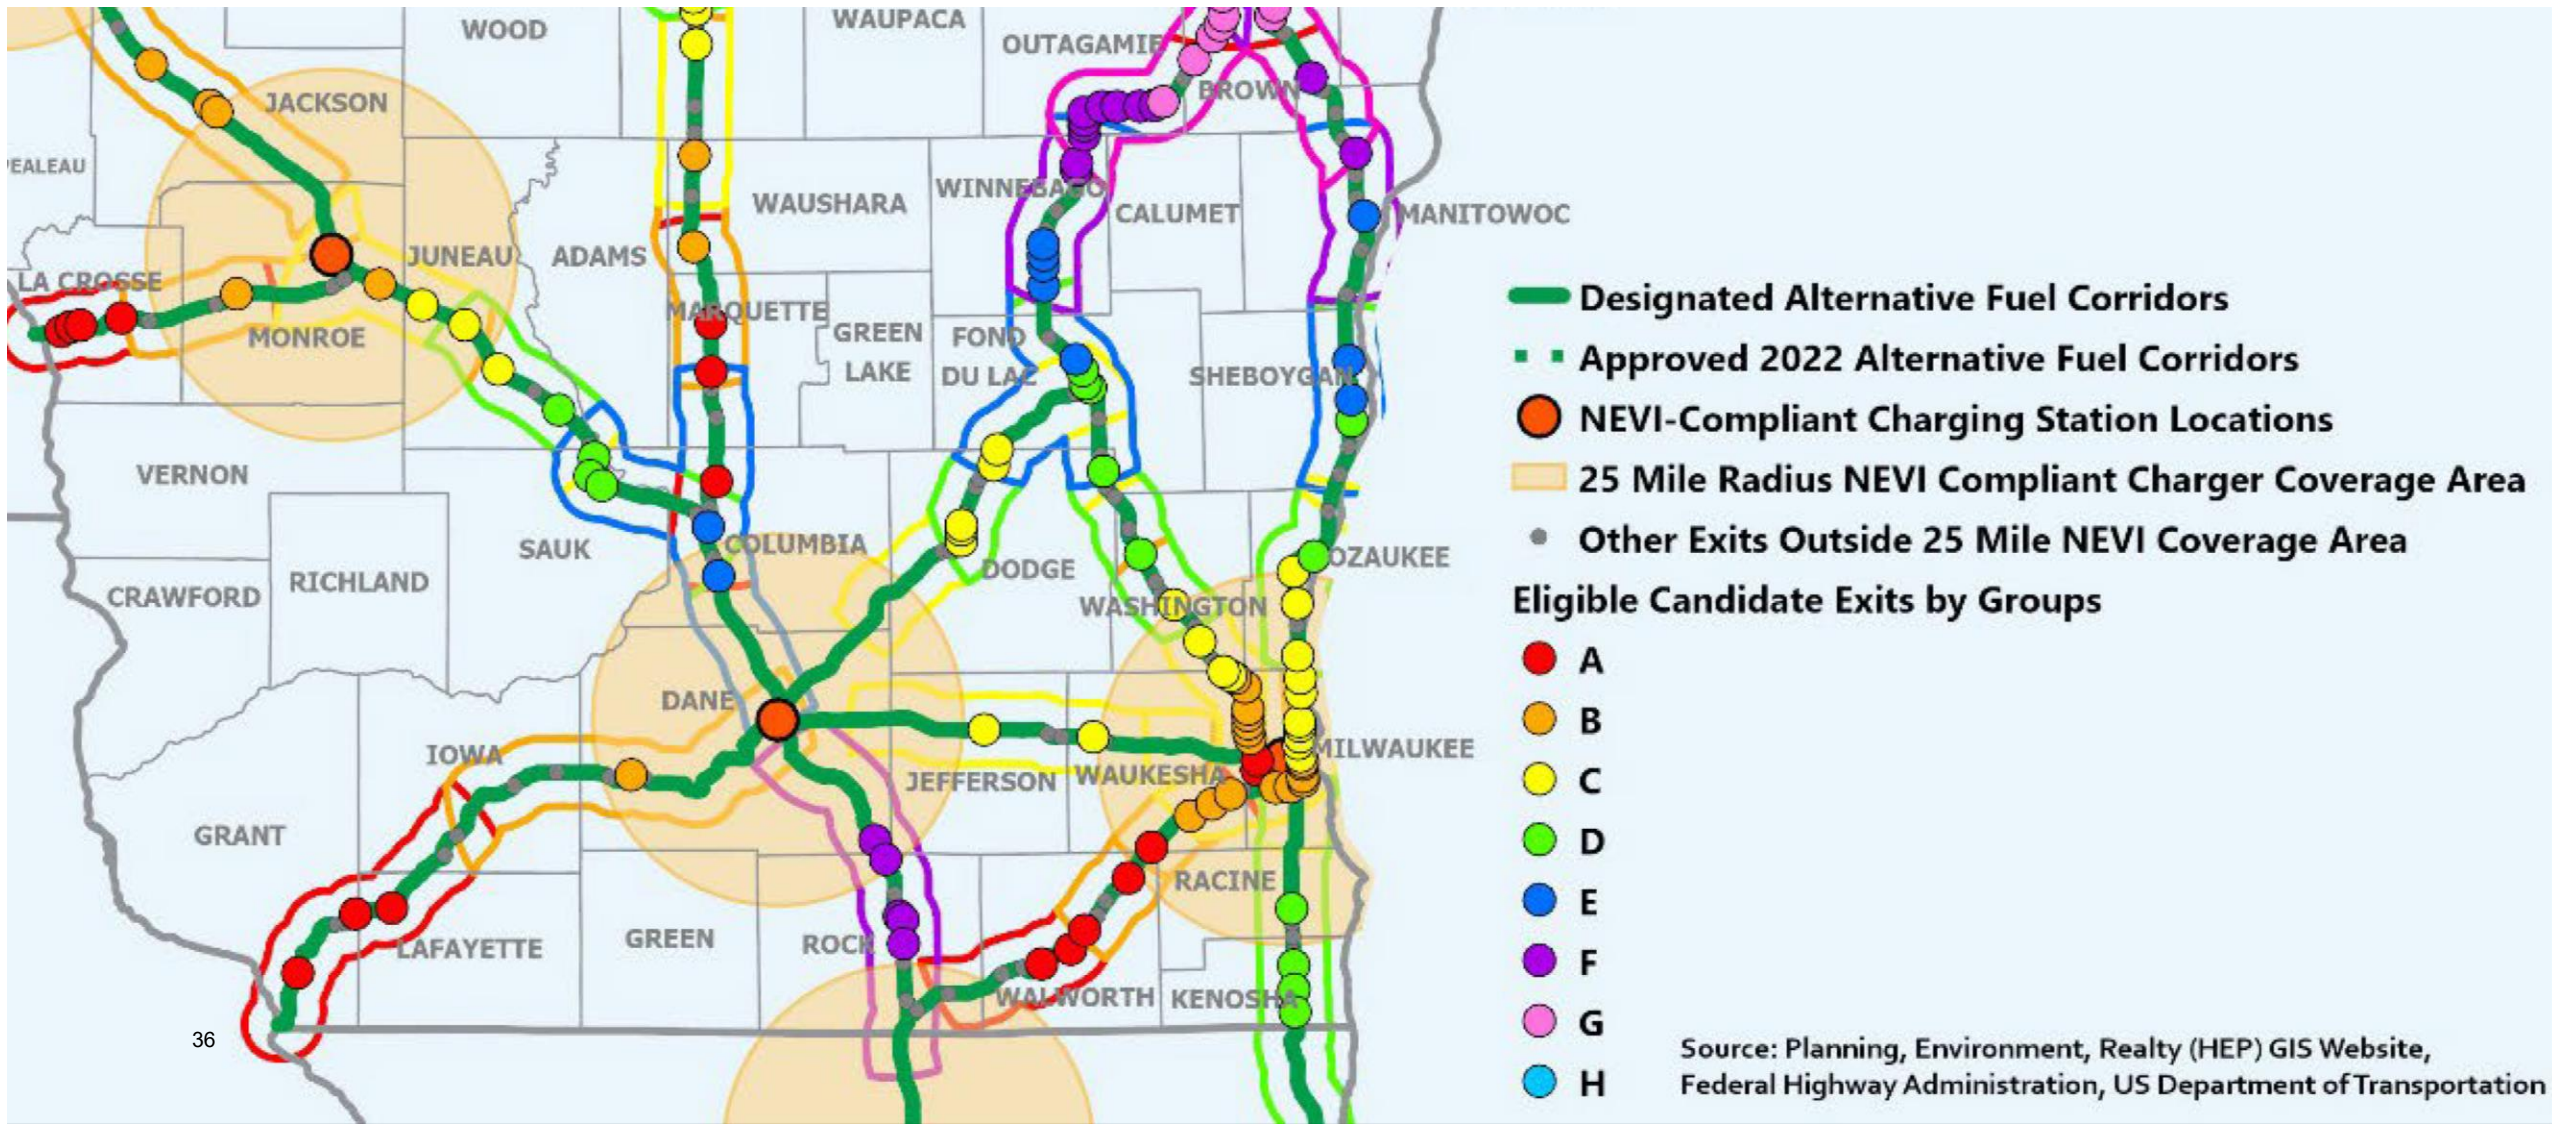 WOOD
WAUPACA
OUTAGAMIE
JACKSON
BROWN
EALEAU
WINNEBAGO
WAUSHARA
CALUMET
MANITOWOC
JUNEAU
ADAMS
LA CROSSE
MARQUETTE
MONROE
GREEN
LAKE
FOND
DU LAC
SHEBOYGAN
VERNON
SAUK
COLUMBIA
OZAUKEE
DODGE
RICHLAND
CRAWFORD
WASHINGTON
DANE
MILWAUKEE
IOWA
JEFFERSON
WAUKESHA
GRANT
RACINE
GREEN
ROCK
LAFAYETTE
WALWORTH
KENOSHA
36
Designated Alternative Fuel Corridors
Approved 2022 Alternative Fuel Corridors
NEVI-Compliant Charging Station Locations
25 Mile Radius NEVI Compliant Charger Coverage Area
Other Exits Outside 25 Mile NEVI Coverage Area
Eligible Candidate Exits by Groups
A
B
C
D
E
F
G
H
Source: Planning, Environment, Realty (HEP) GIS Website,
Federal Highway Administration, US Department of Transportation